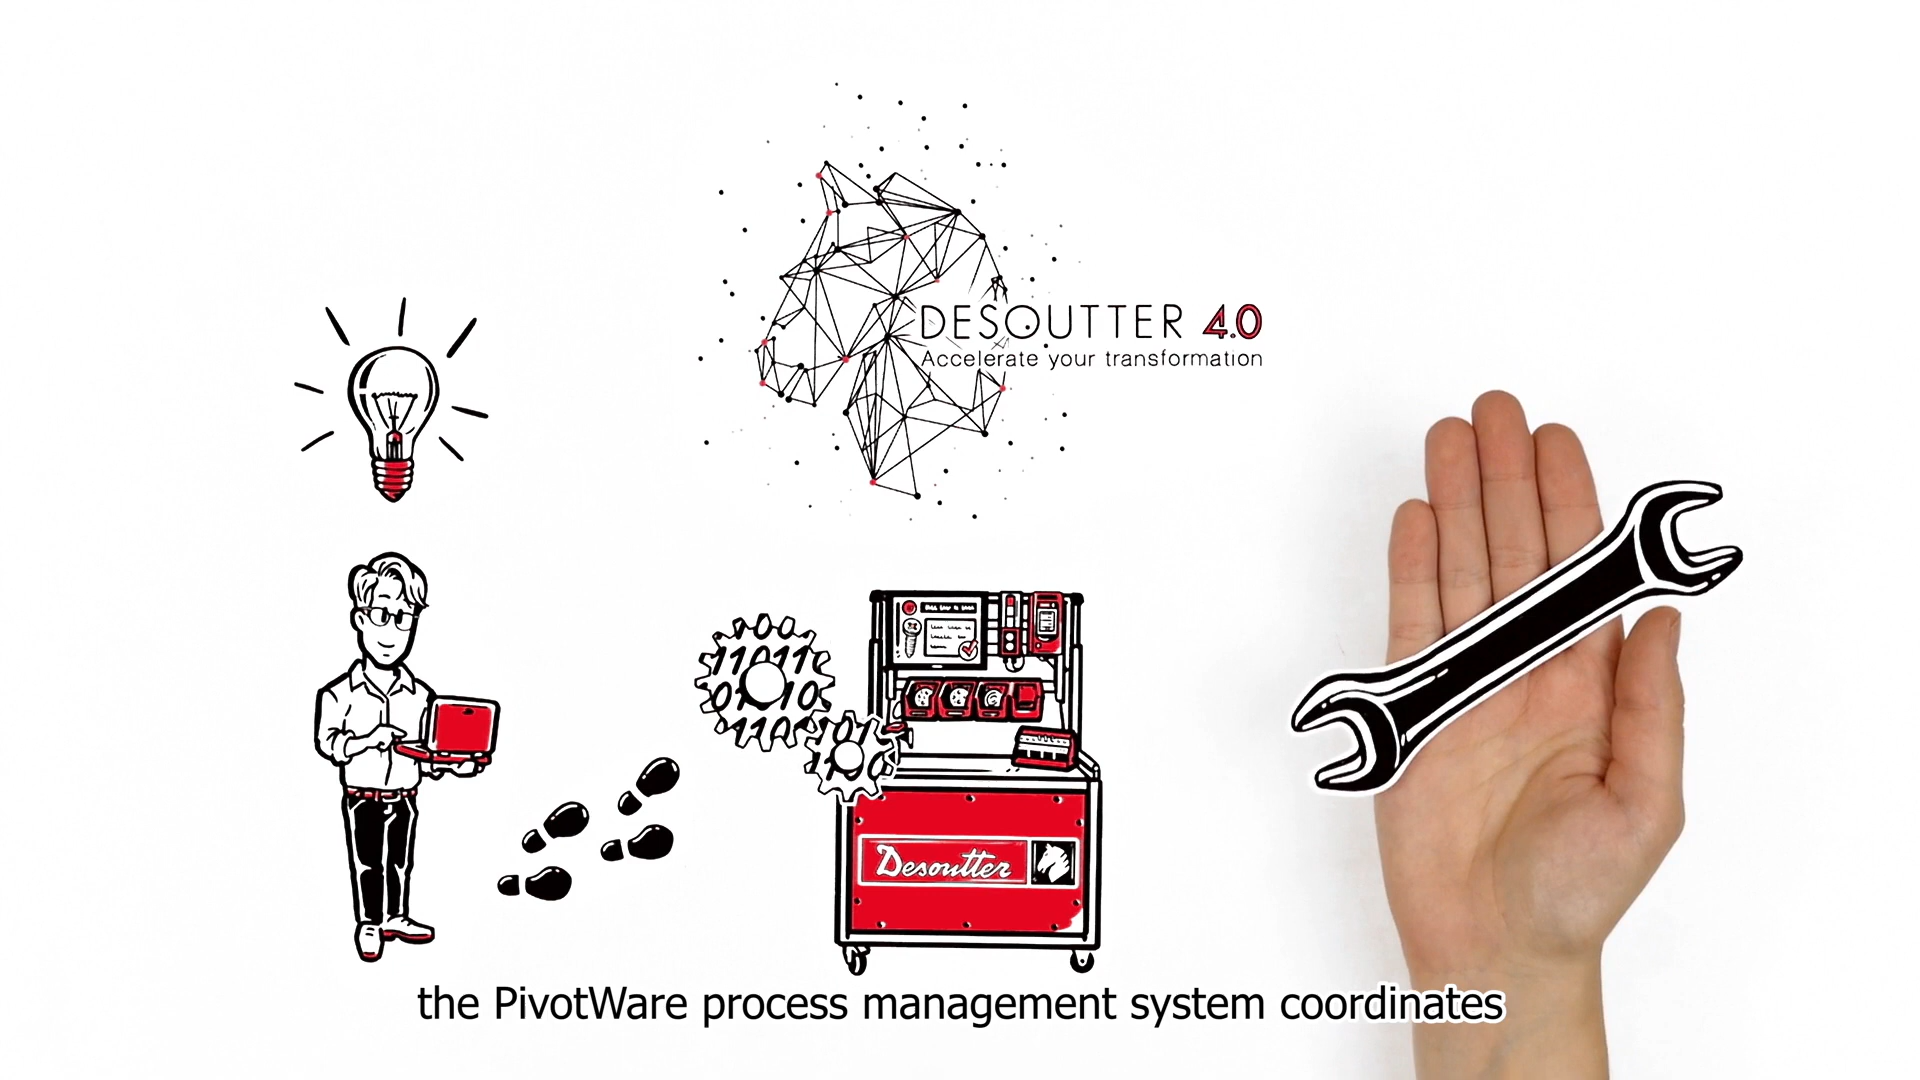 DESOUTTER 4.0
Accelerate your transformation
Desoutter
the PivotWare process management system coordinates